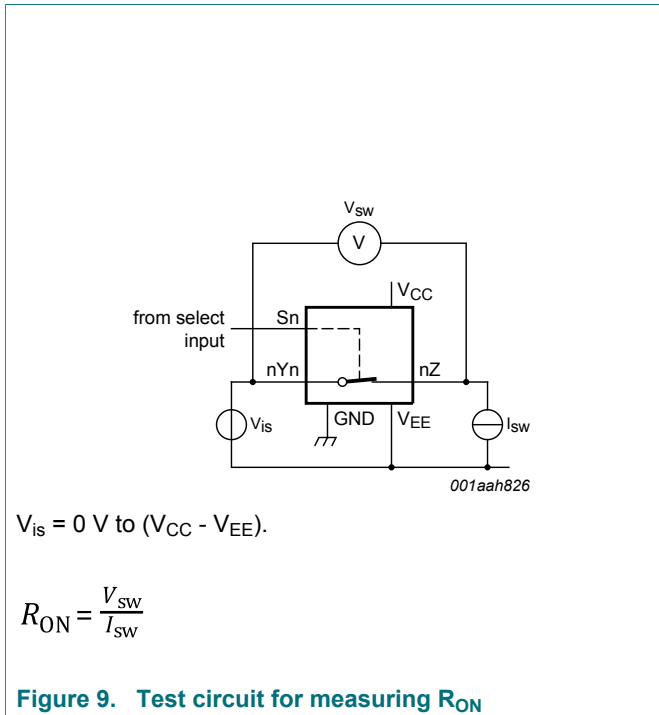 Vsw
V
VCC
from select
input
Sn
nYn
nZ
Vis
GND
VEE
Isw
001aah826
Vis = 0 V to (VCC - VEE).
RON = Vsw / Isw
Figure 9. Test circuit for measuring RON